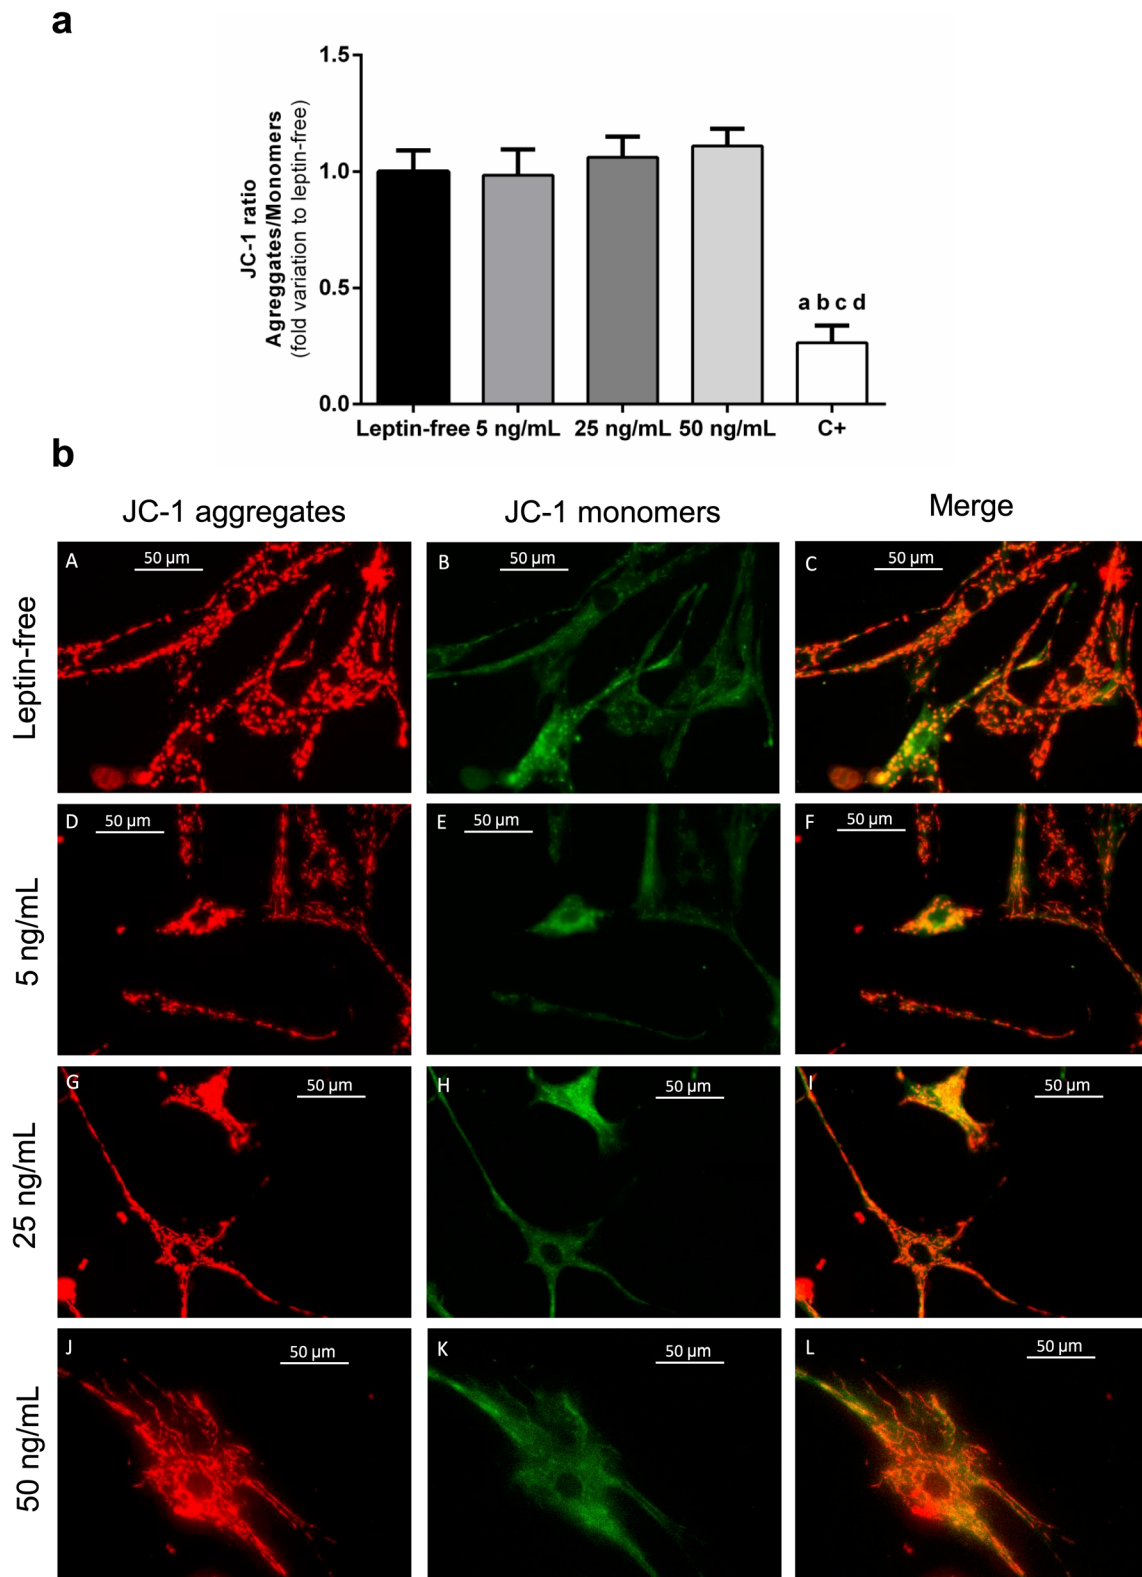 a
1.5
1.0
0.5
0.0
JC-1 ratio
Agreggates/Monomers
(fold variation to leptin-free)
a b c d
Leptin-free 5 ng/mL 25 ng/mL 50 ng/mL C+
b
JC-1 aggregates JC-1 monomers Merge
Leptin-free
A 50 µm
B 50 µm
C 50 µm
5 ng/mL
D 50 µm
E 50 µm
F 50 µm
25 ng/mL
G 50 µm
H 50 µm
I 50 µm
50 ng/mL
J 50 µm
K 50 µm
L 50 µm